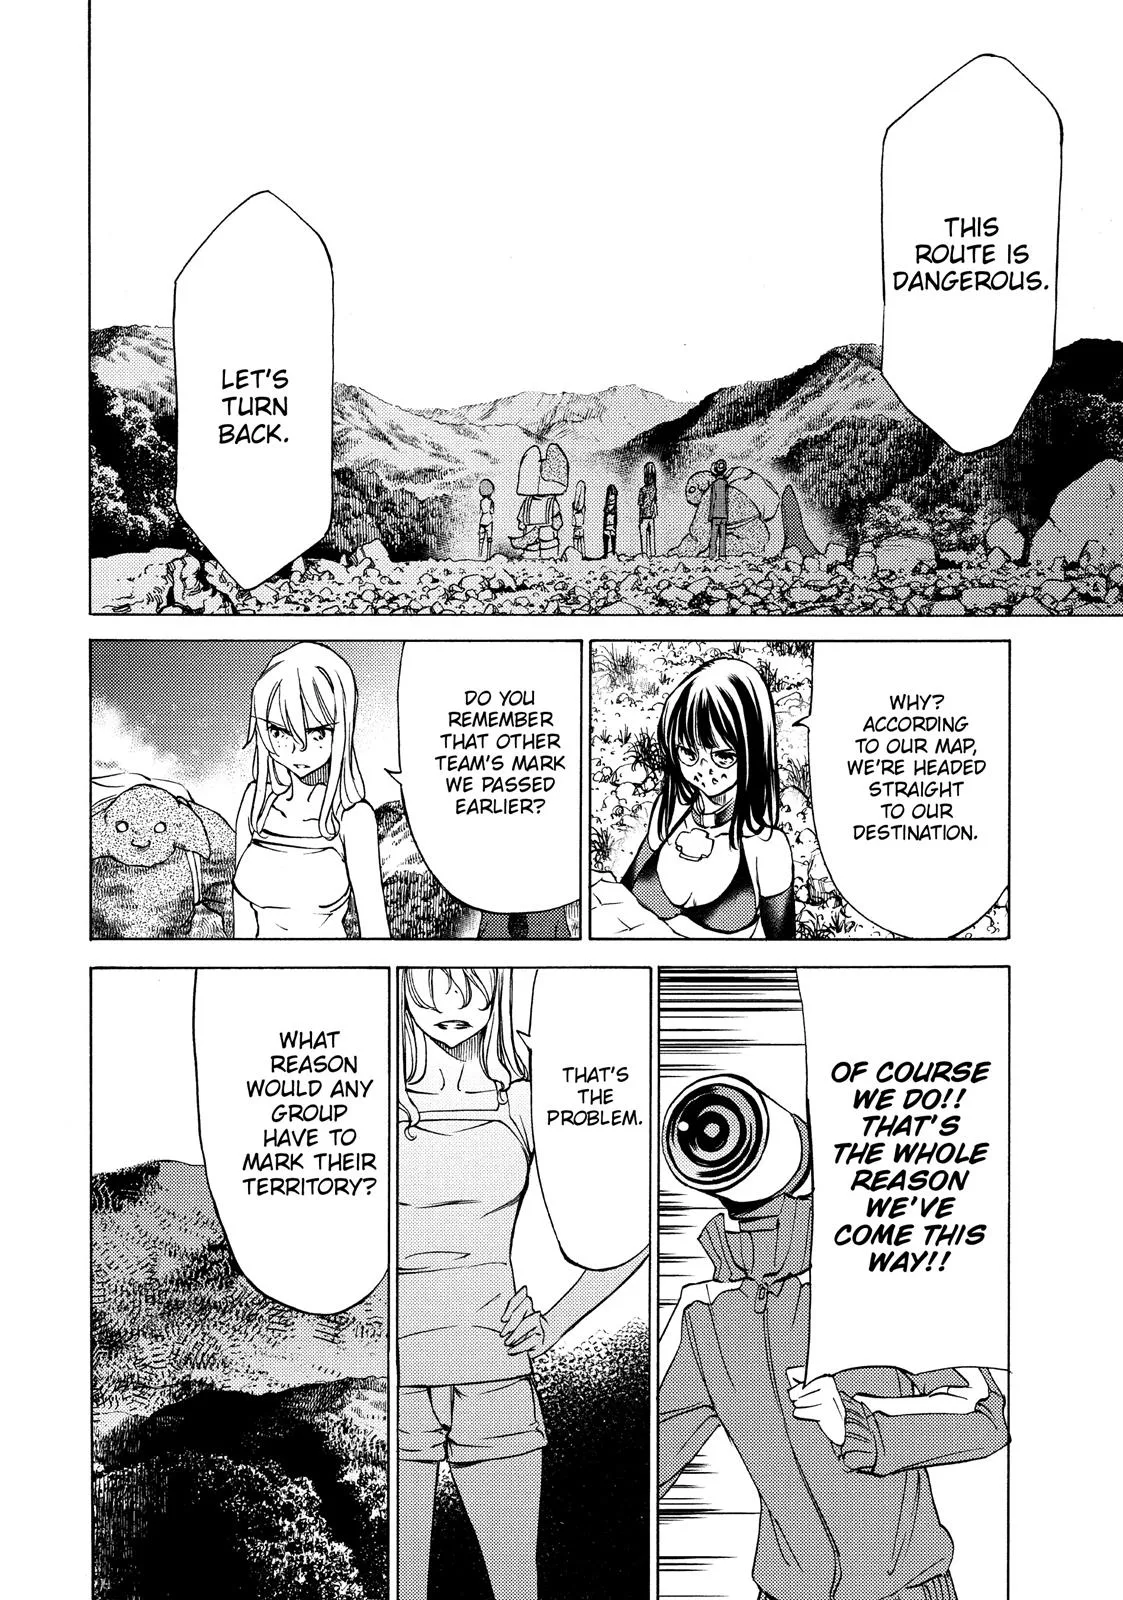 THIS
ROUTE IS
DANGEROUS.
LET'S
TURN
BACK.
WHY?
ACCORDING
TO OUR MAP,
WE'RE HEADED
STRAIGHT
TO OUR
DESTINATION.
DO YOU
REMEMBER
THAT OTHER
TEAM'S MARK
WE PASSED
EARLIER?
OF COURSE
WE DO!!
THAT'S
THE WHOLE
REASON
WE'VE
COME THIS
WAY!!
THAT'S
THE
PROBLEM.
WHAT
REASON
WOULD ANY
GROUP
HAVE TO
MARK THEIR
TERRITORY?